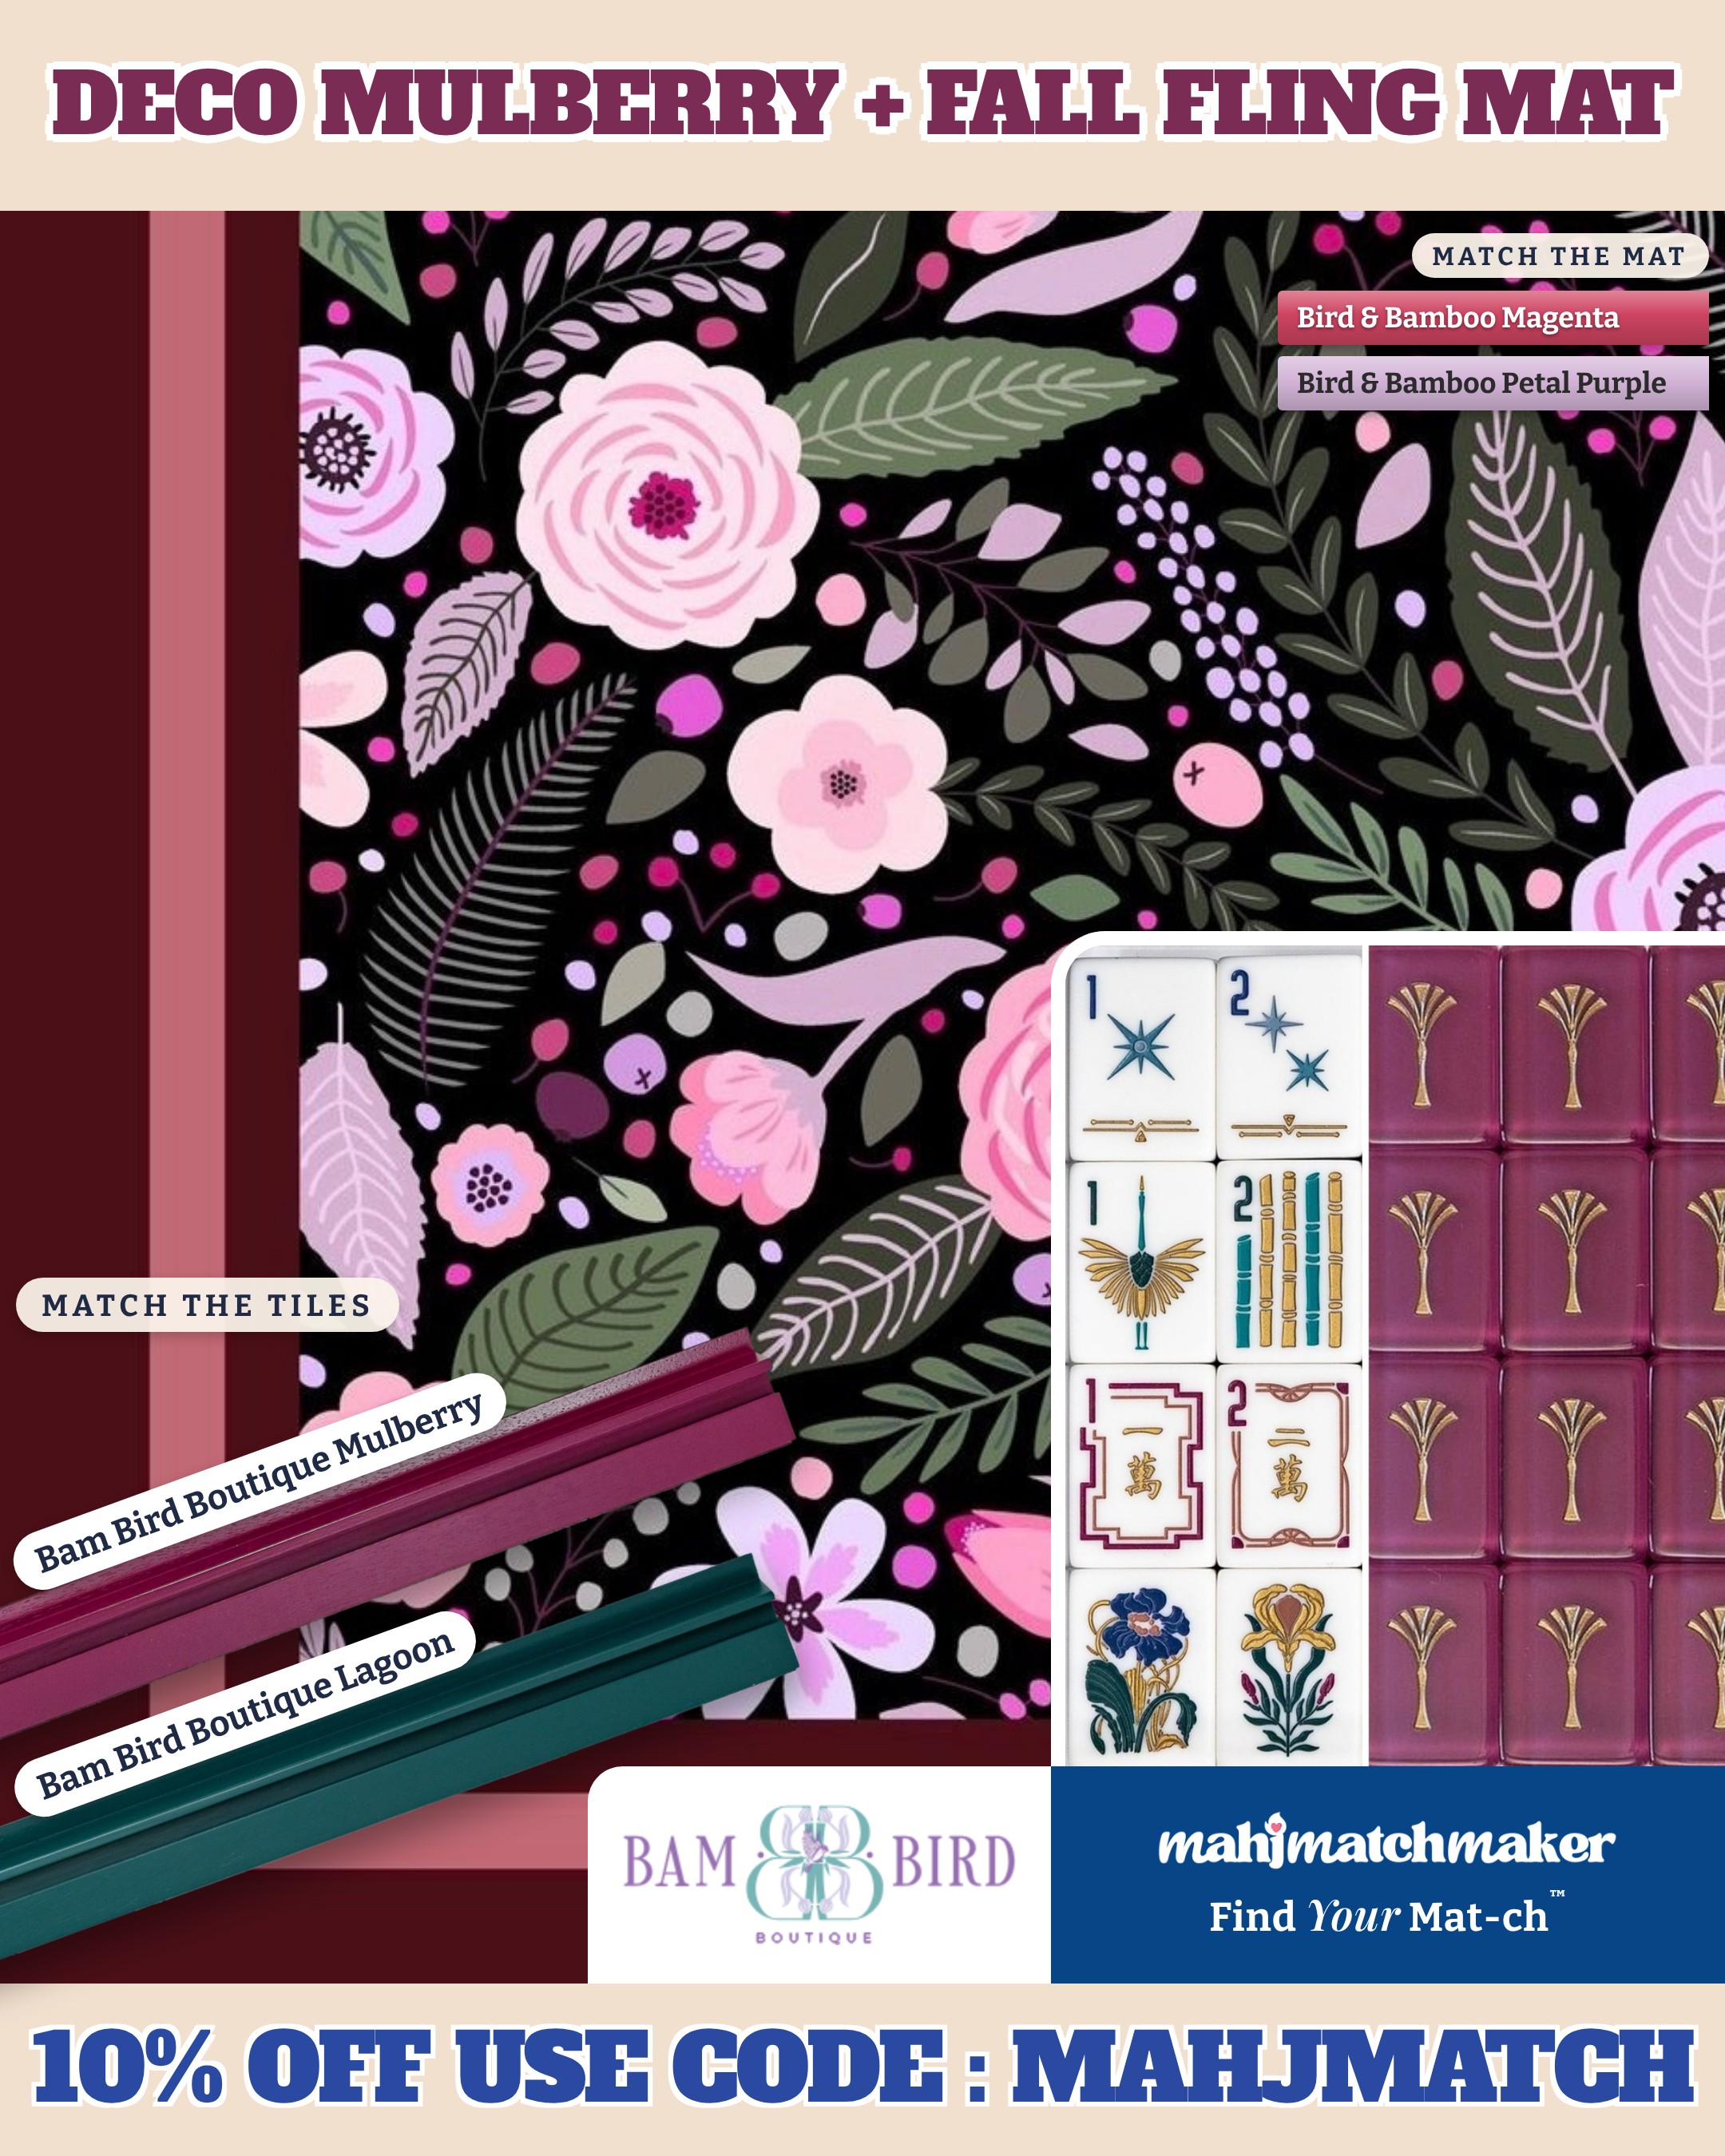 DECO MULBERRY + FALL FLING MAT
MATCH THE MAT
Bird & Bamboo Magenta
Bird & Bamboo Petal Purple
1 2
1 2
1 2
一萬 二萬
MATCH THE TILES
Bam Bird Boutique Mulberry
Bam Bird Boutique Lagoon
BAM BIRD
BOUTIQUE
mahjmatchmaker
Find Your Mat-ch™
10% OFF USE CODE : MAHJMATCH